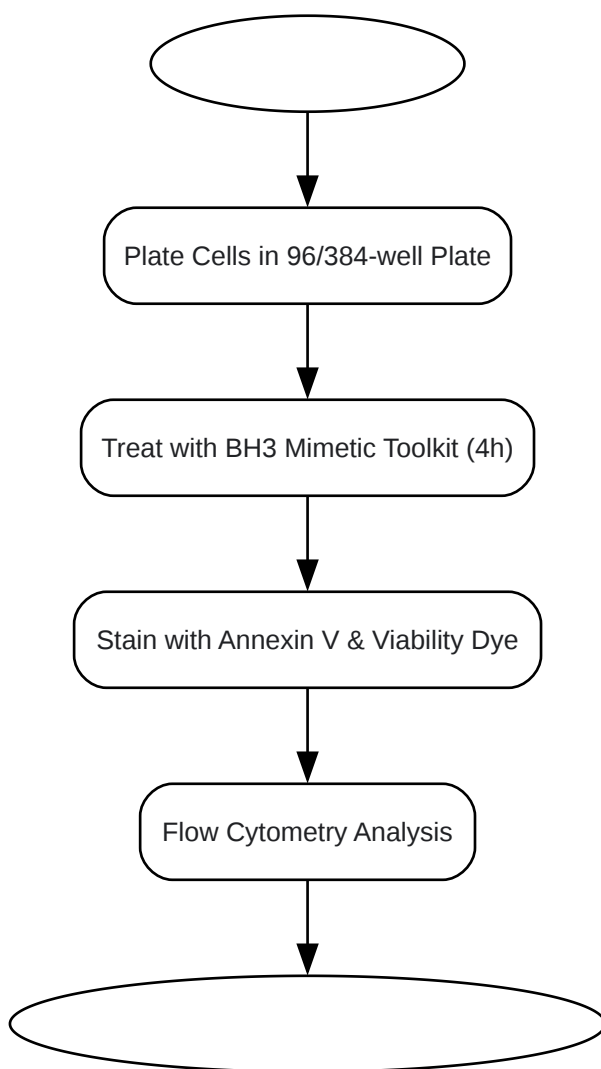 Plate Cells in 96/384-well Plate
Treat with BH3 Mimetic Toolkit (4h)
Stain with Annexin V & Viability Dye
Flow Cytometry Analysis